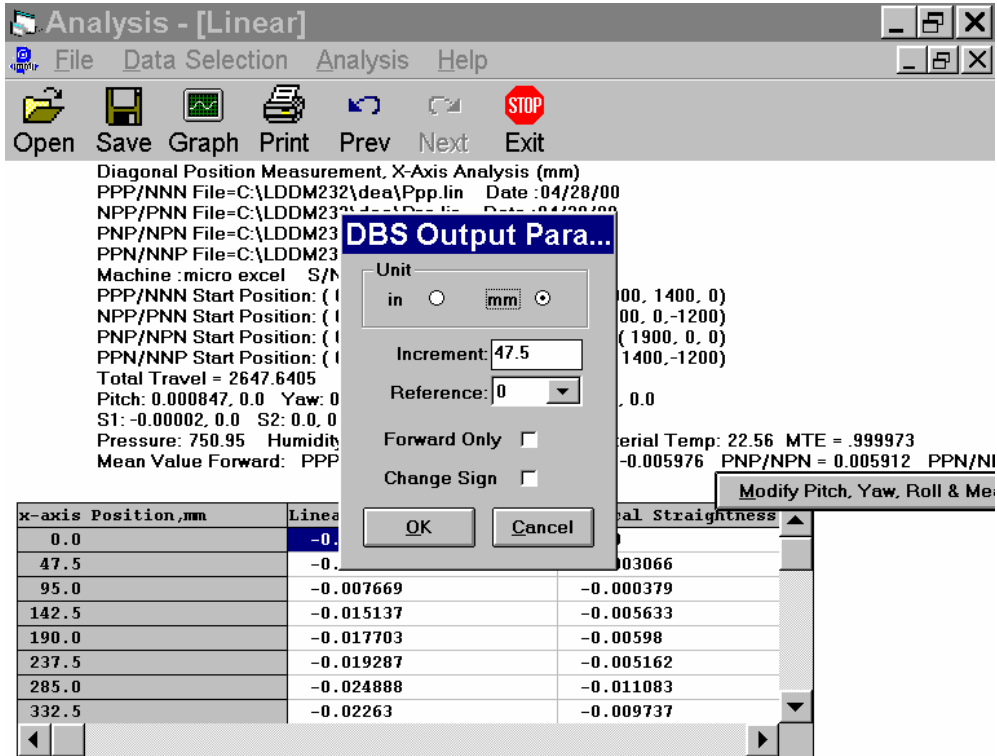 Analysis - [Linear]
File Data Selection Analysis Help
Open Save Graph Print Prev Next STOP Exit
Diagonal Position Measurement, X-Axis Analysis (mm)
PPP/NNN File=C:\LDDM232\dea\Ppp.lin Date :04/28/00
NPP/PNN File=C:\LDDM232\dea\
PNP/NPN File=C:\LDDM23
PPN/NNP File=C:\LDDM23
Machine :micro excel S/N
PPP/NNN Start Position: ( 00, 1400, 0)
NPP/PNN Start Position: ( 00, 0,-1200)
PNP/NPN Start Position: ( ( 1900, 0, 0)
PPN/NNP Start Position: ( 1400,-1200)
Total Travel = 2647.6405
Pitch: 0.000847, 0.0 Yaw: 0 , 0.0
S1: -0.00002, 0.0 S2: 0.0, 0
Pressure: 750.95 Humidity erial Temp: 22.56 MTE = .999973
Mean Value Forward: PPP -0.005976 PNP/NPN = 0.005912 PPN/NN
Modify Pitch, Yaw, Roll & Mea
DBS Output Para...
Unit
in mm
Increment: 47.5
Reference: 0
Forward Only
Change Sign
OK Cancel
x-axis Position,mm Linea cal Straightness
0.0 -0.
47.5 -0. 003066
95.0 -0.007669 -0.000379
142.5 -0.015137 -0.005633
190.0 -0.017703 -0.00598
237.5 -0.019287 -0.005162
285.0 -0.024888 -0.011083
332.5 -0.02263 -0.009737